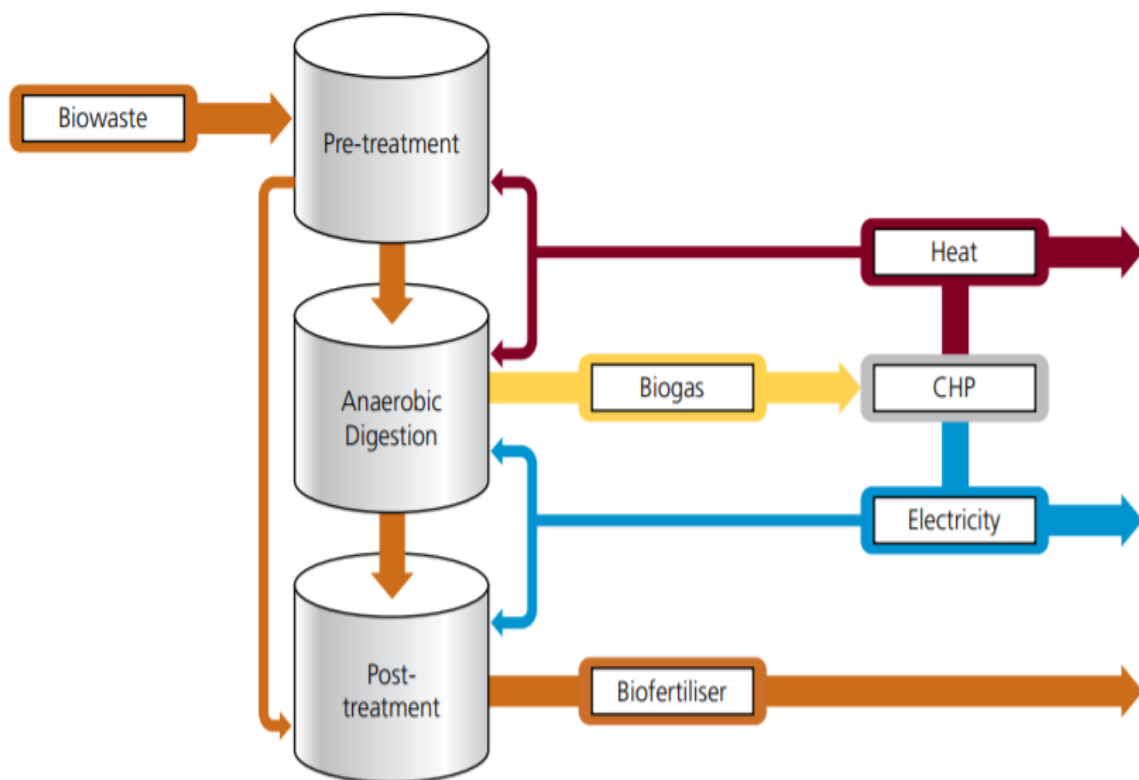 Biowaste
Pre-treatment
Heat
Anaerobic
Digestion
Biogas
CHP
Electricity
Post-
treatment
Biofertiliser